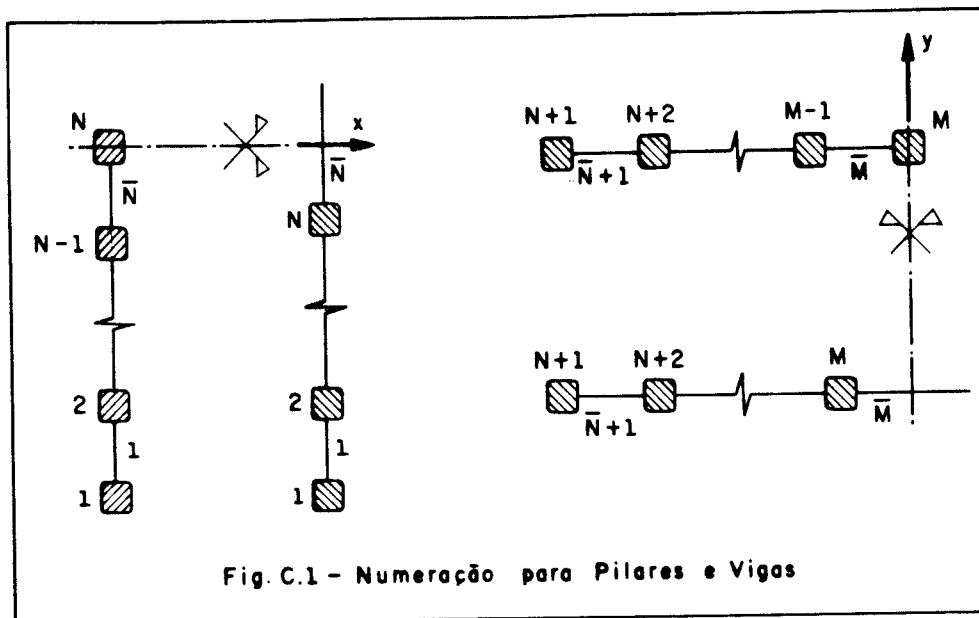 y
N
x
N̄
N̄
N-1
N
2
2
1
1
1
1
N+1 N+2 M-1 M
N̄+1 M̄
N+1 N+2 M
N̄+1 M̄
Fig. C.1 - Numeração para Pilares e Vigas